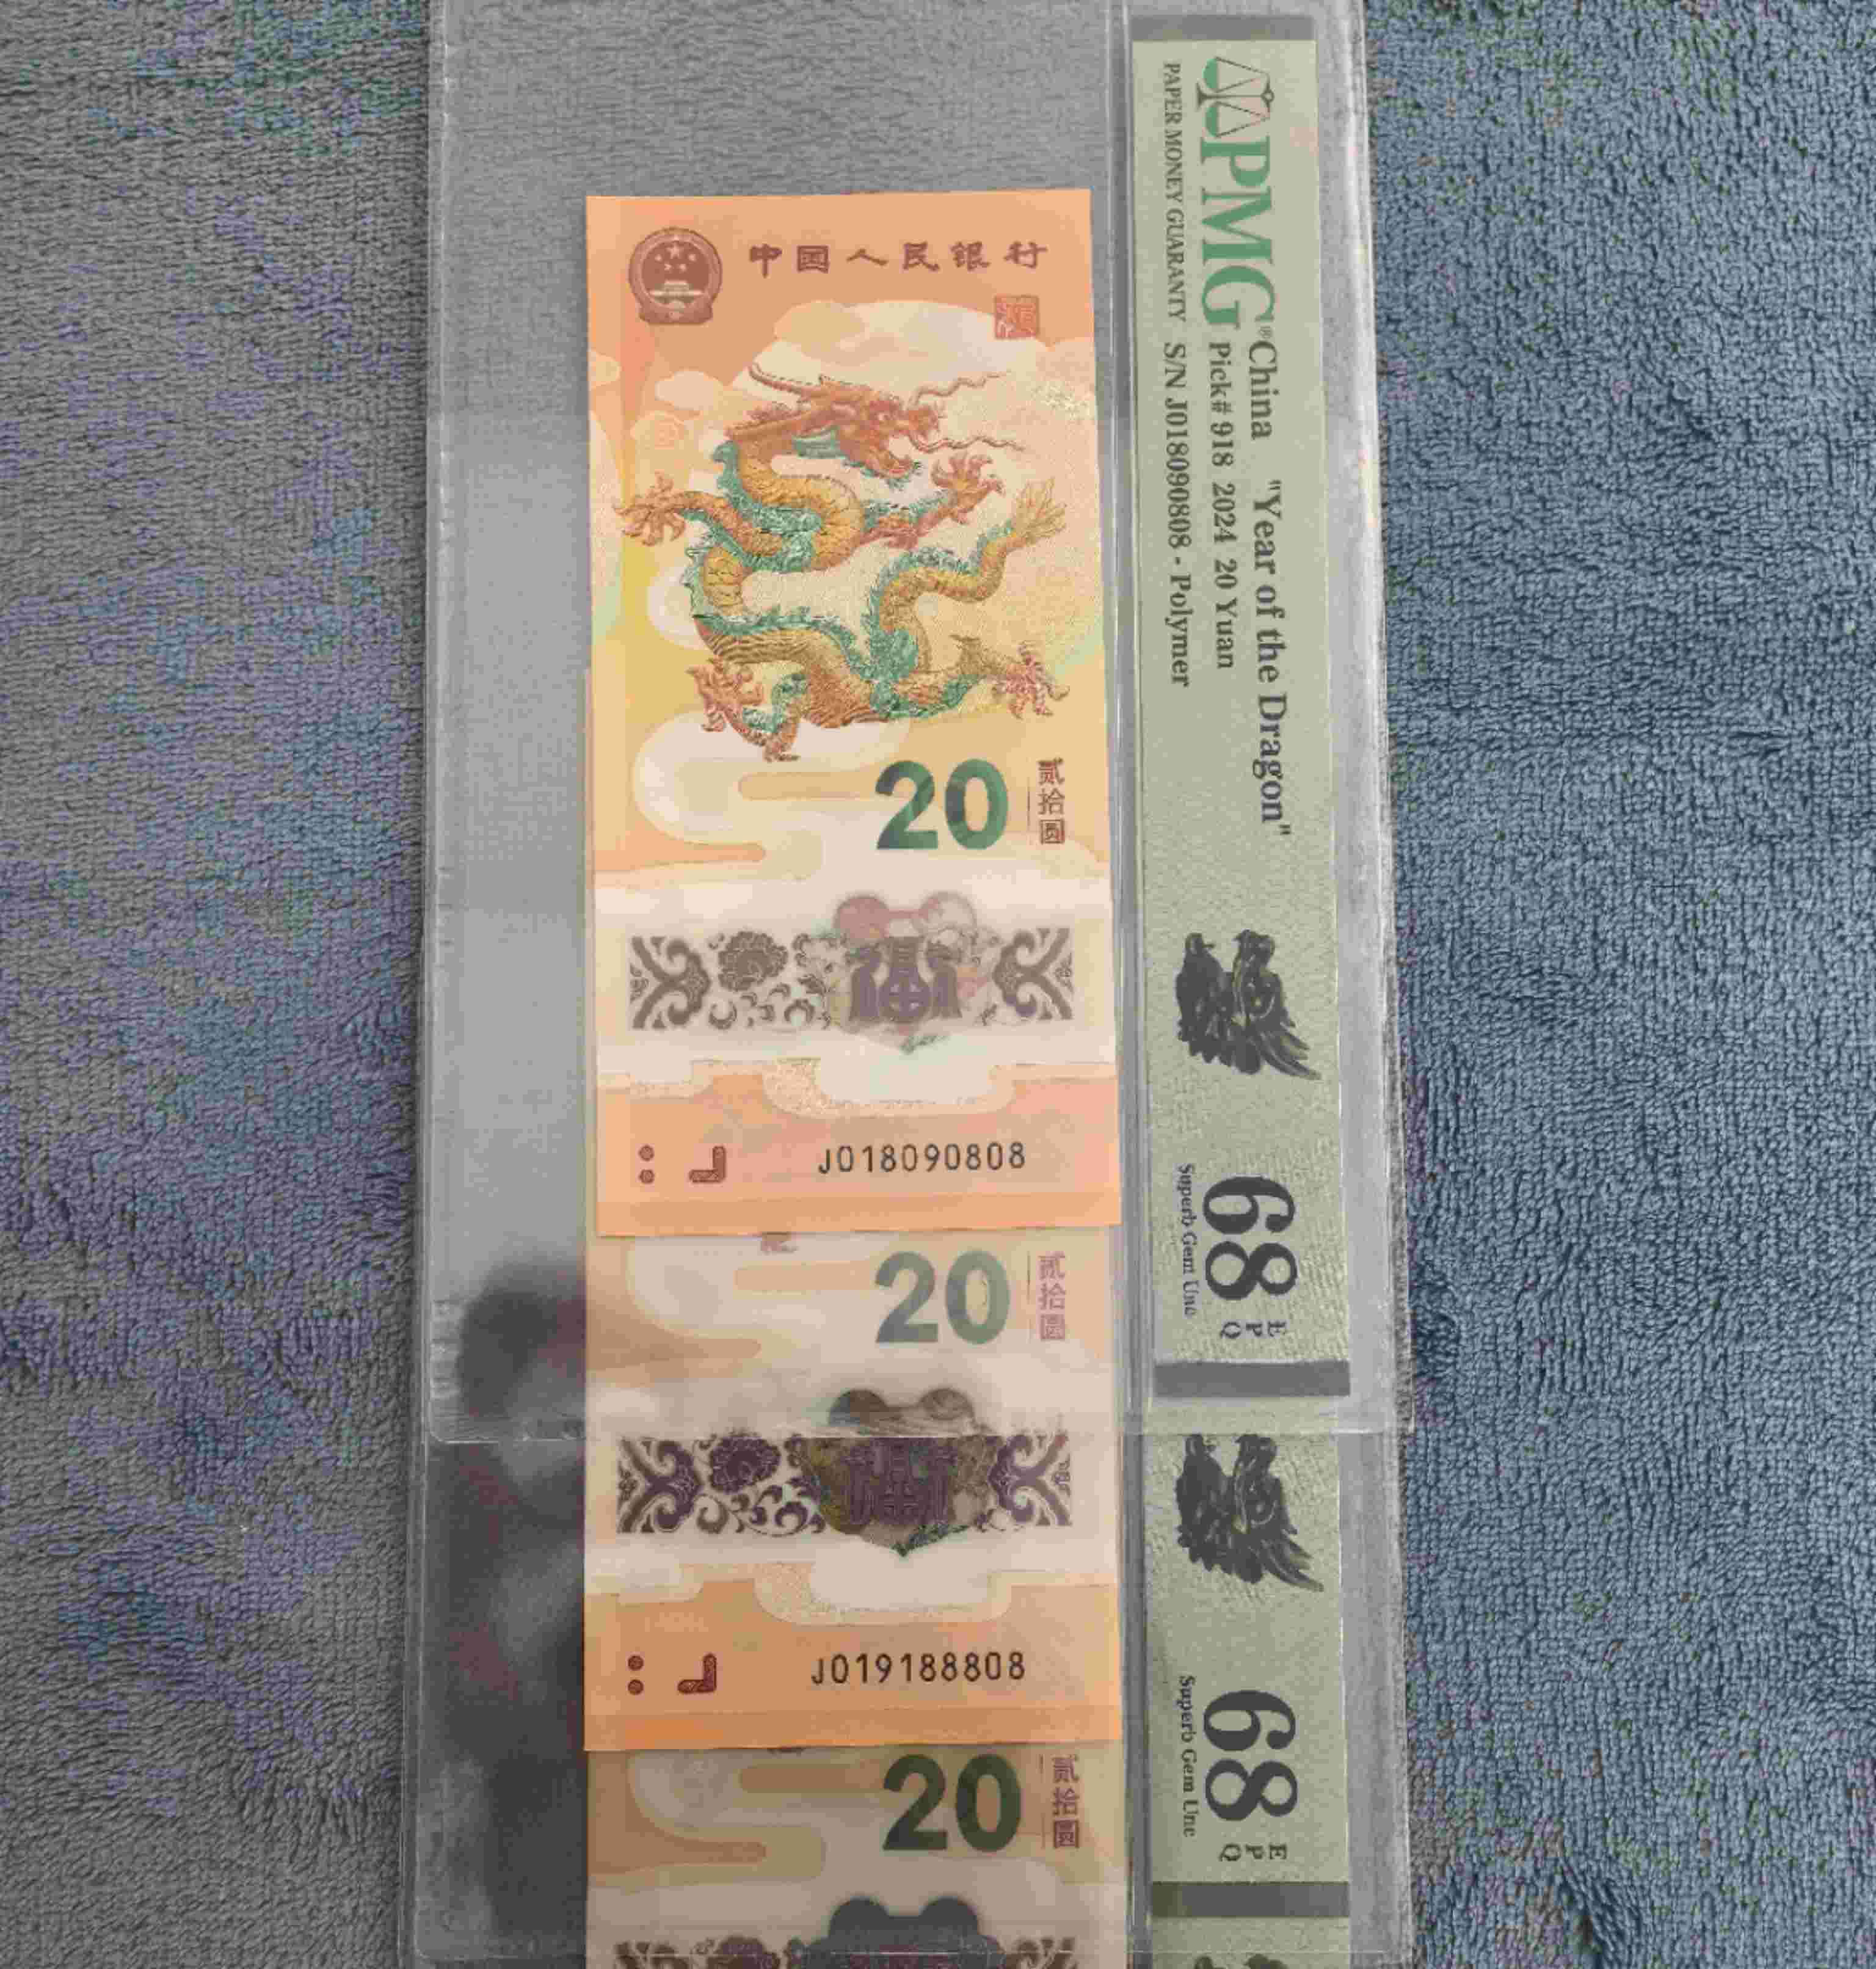 中国人民银行
20
贰拾圆
福
J018090808
20
贰拾圆
福
J019188808
20
贰拾圆
PMG®
PAPER MONEY GUARANTY
China "Year of the Dragon"
Pick# 918 2024 20 Yuan
S/N J018090808 - Polymer
68 EPQ
Superb Gem Unc
68 EPQ
Superb Gem Unc